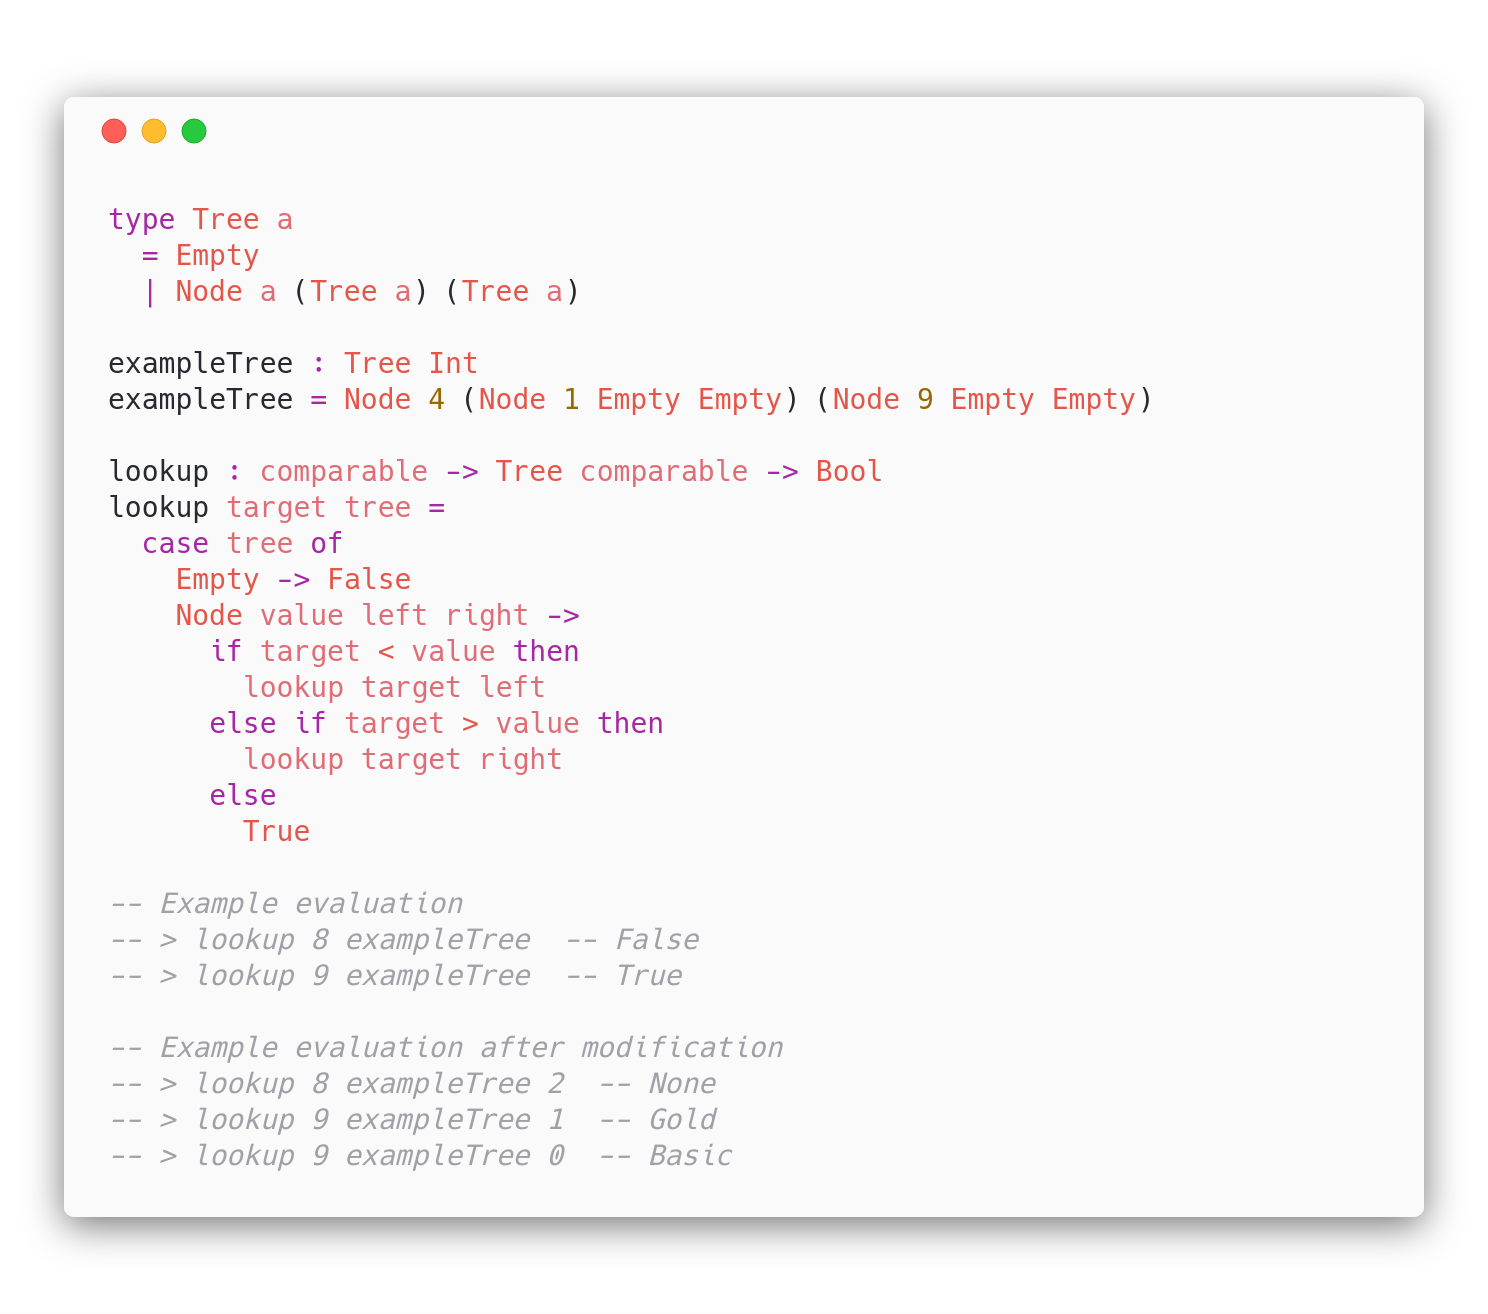 type Tree a
  = Empty
  | Node a (Tree a) (Tree a)

exampleTree : Tree Int
exampleTree = Node 4 (Node 1 Empty Empty) (Node 9 Empty Empty)

lookup : comparable -> Tree comparable -> Bool
lookup target tree =
  case tree of
    Empty -> False
    Node value left right ->
      if target < value then
        lookup target left
      else if target > value then
        lookup target right
      else
        True

-- Example evaluation
-- > lookup 8 exampleTree  -- False
-- > lookup 9 exampleTree  -- True

-- Example evaluation after modification
-- > lookup 8 exampleTree 2  -- None
-- > lookup 9 exampleTree 1  -- Gold
-- > lookup 9 exampleTree 0  -- Basic